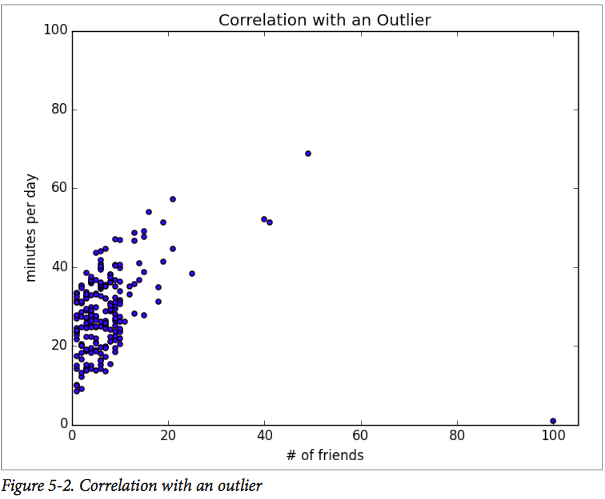 Correlation with an Outlier
100
80
60
40
20
0
minutes per day
0 20 40 60 80 100
# of friends
Figure 5-2. Correlation with an outlier